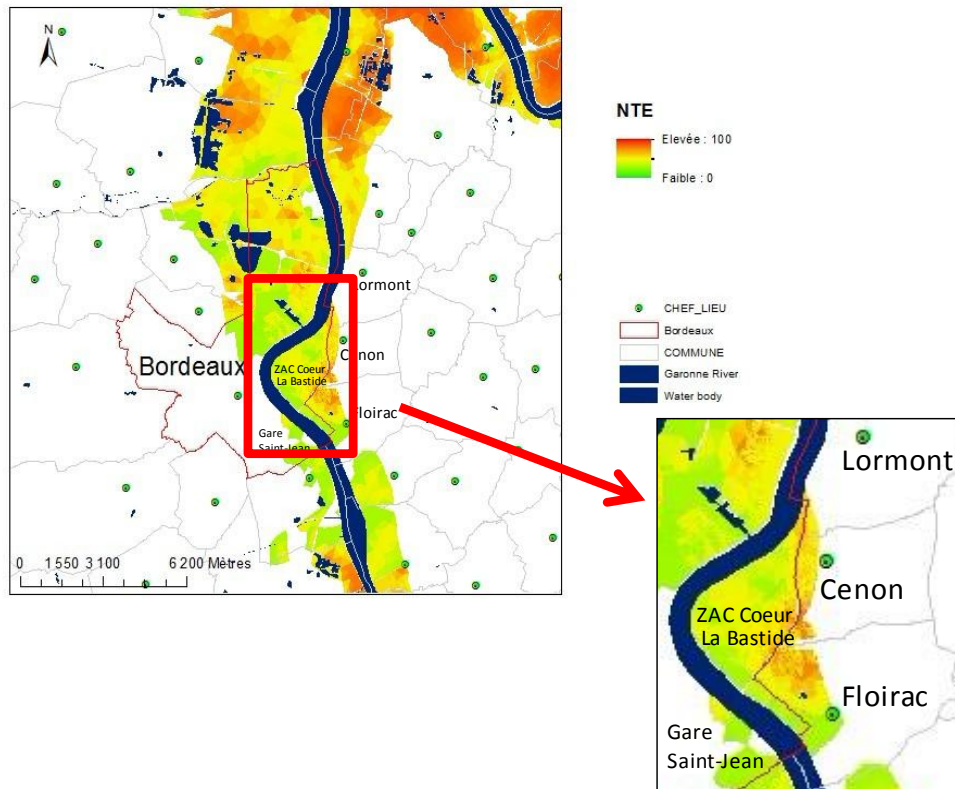 N
NTE
Elevée : 100
Faible : 0
Lormont
Cenon
Bordeaux
ZAC Coeur
La Bastide
Floirac
Gare
Saint-Jean
0 1550 3 100 6 200 Mètres
CHEF_LIEU
Bordeaux
COMMUNE
Garonne River
Water body
Lormont
Cenon
ZAC Coeur
La Bastide
Floirac
Gare
Saint-Jean